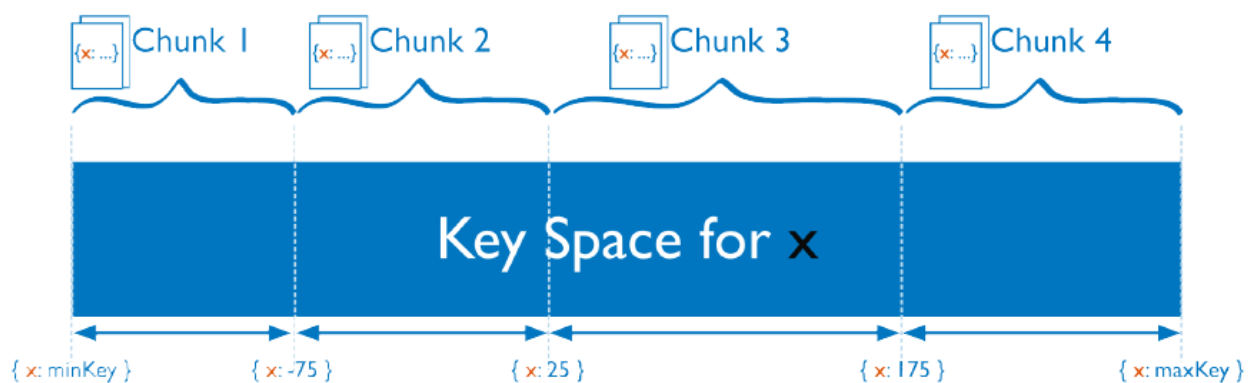 {x: ...} Chunk 1 {x: ...} Chunk 2 {x: ...} Chunk 3 {x: ...} Chunk 4
Key Space for x
{ x: minKey } { x: -75 } { x: 25 } { x: 175 } { x: maxKey }